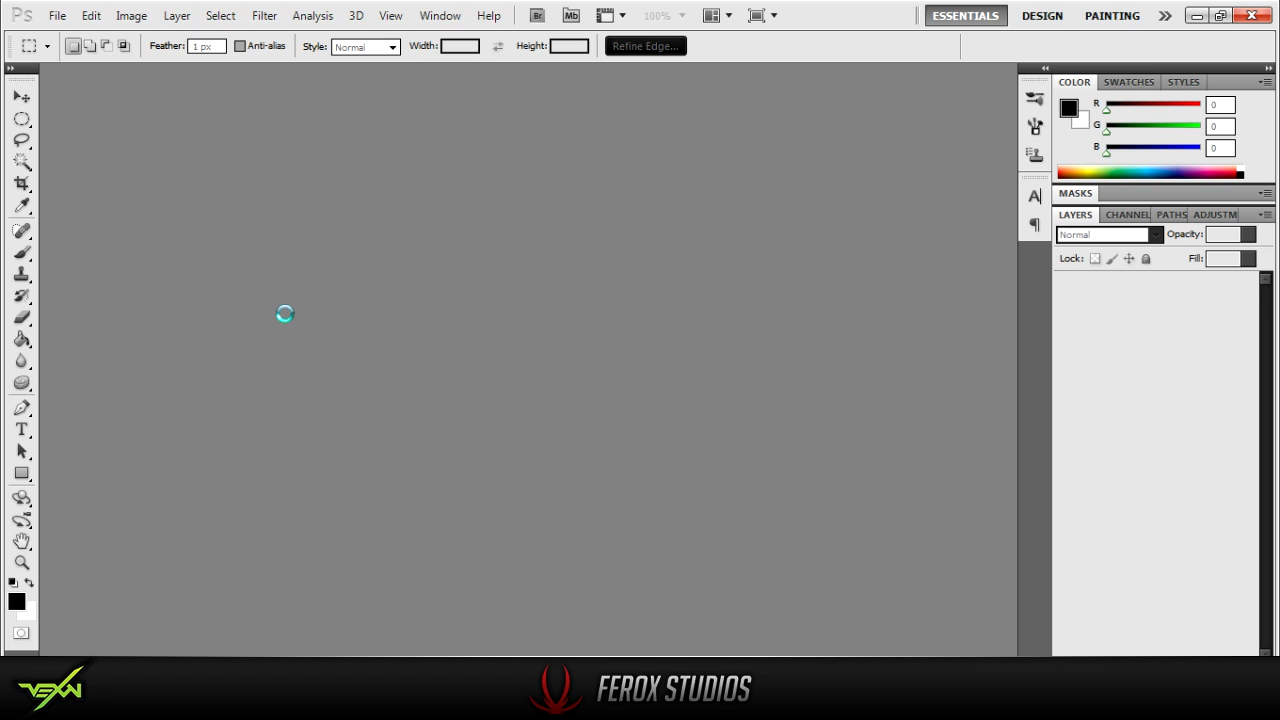 Ps File Edit Image Layer Select Filter Analysis 3D View Window Help Br Mb 100% ESSENTIALS DESIGN PAINTING
Feather: 1 px Anti-alias Style: Normal Width: Height: Refine Edge...
COLOR SWATCHES STYLES
R 0
G 0
B 0
MASKS
LAYERS CHANNEL PATHS ADJUSTM
Normal Opacity:
Lock: Fill:
A
T
VEXN FEROX STUDIOS